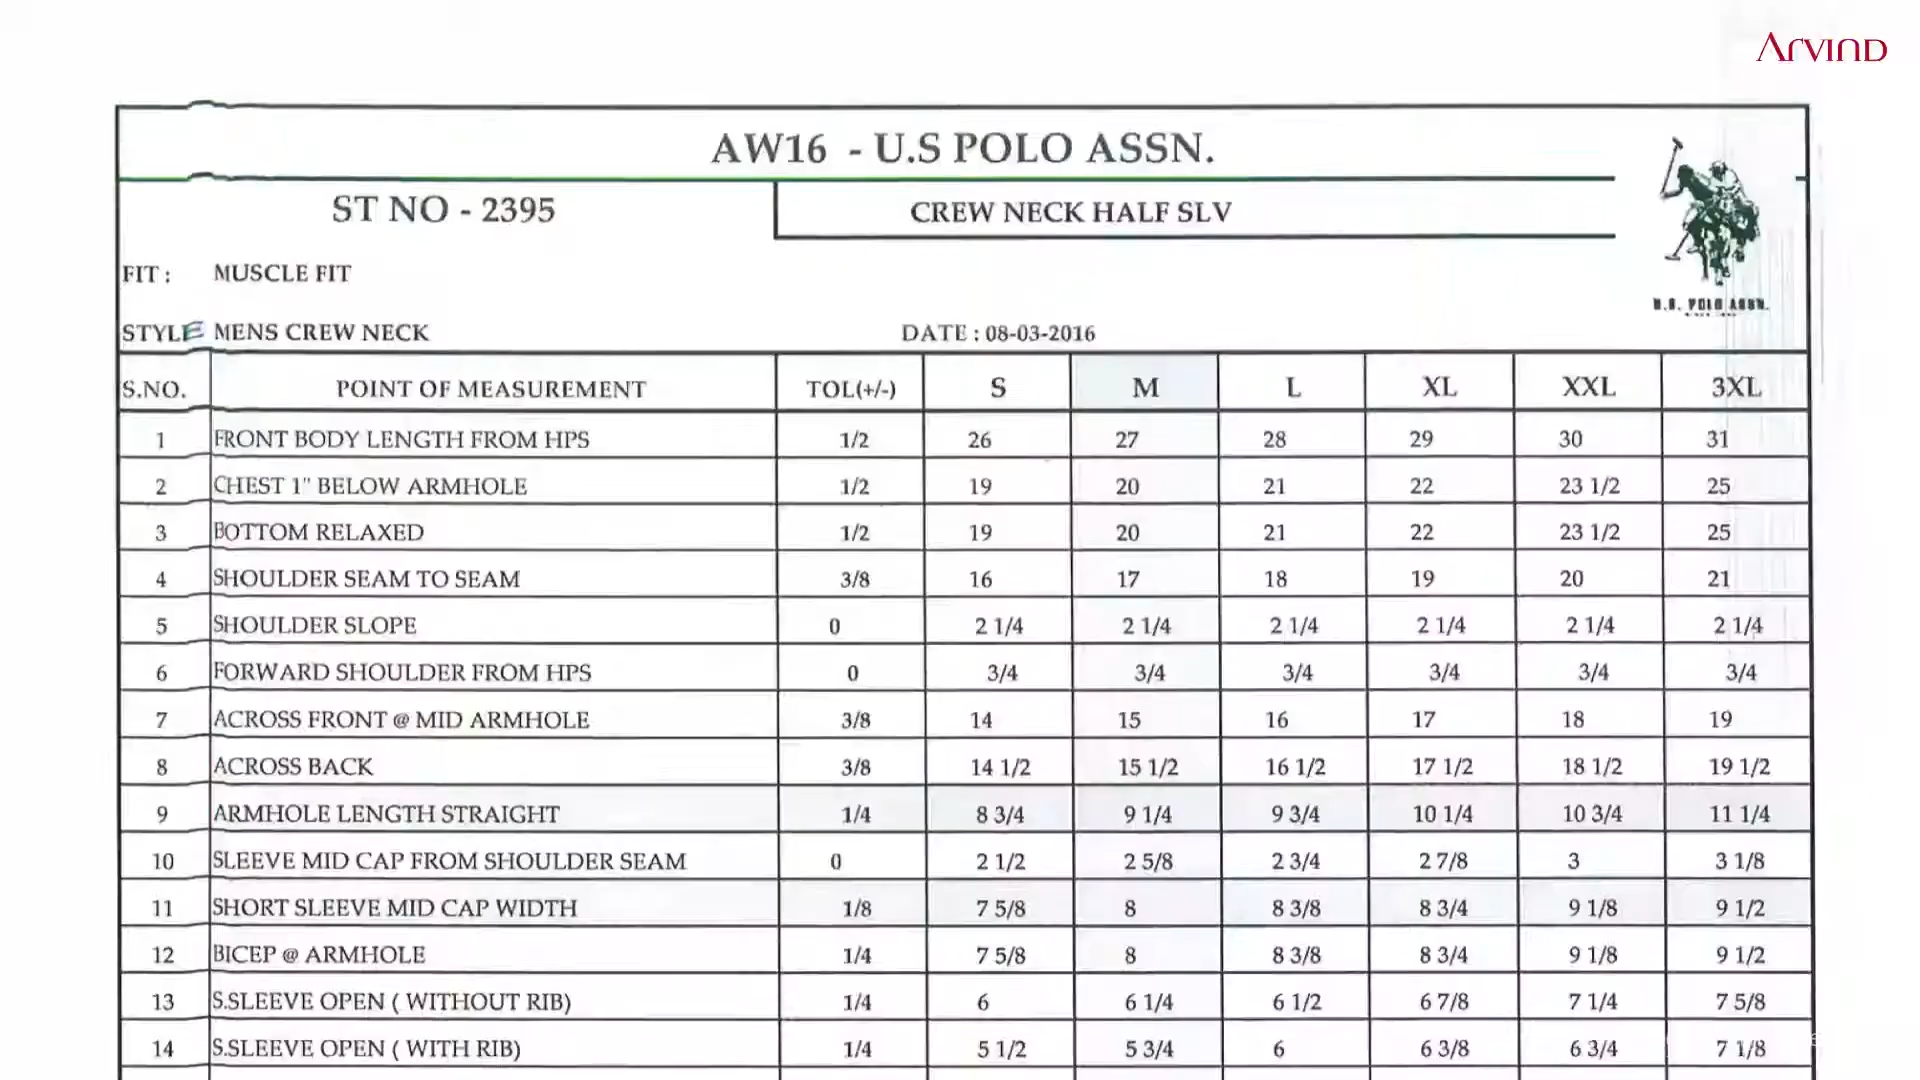 ARVIND
AW16 - U.S POLO ASSN.
ST NO - 2395 CREW NECK HALF SLV
U.S. POLO ASSN.
FIT : MUSCLE FIT
STYLE MENS CREW NECK DATE : 08-03-2016
S.NO. POINT OF MEASUREMENT TOL(+/-) S M L XL XXL 3XL
1 FRONT BODY LENGTH FROM HPS 1/2 26 27 28 29 30 31
2 CHEST 1" BELOW ARMHOLE 1/2 19 20 21 22 23 1/2 25
3 BOTTOM RELAXED 1/2 19 20 21 22 23 1/2 25
4 SHOULDER SEAM TO SEAM 3/8 16 17 18 19 20 21
5 SHOULDER SLOPE 0 2 1/4 2 1/4 2 1/4 2 1/4 2 1/4 2 1/4
6 FORWARD SHOULDER FROM HPS 0 3/4 3/4 3/4 3/4 3/4 3/4
7 ACROSS FRONT @ MID ARMHOLE 3/8 14 15 16 17 18 19
8 ACROSS BACK 3/8 14 1/2 15 1/2 16 1/2 17 1/2 18 1/2 19 1/2
9 ARMHOLE LENGTH STRAIGHT 1/4 8 3/4 9 1/4 9 3/4 10 1/4 10 3/4 11 1/4
10 SLEEVE MID CAP FROM SHOULDER SEAM 0 2 1/2 2 5/8 2 3/4 2 7/8 3 3 1/8
11 SHORT SLEEVE MID CAP WIDTH 1/8 7 5/8 8 8 3/8 8 3/4 9 1/8 9 1/2
12 BICEP @ ARMHOLE 1/4 7 5/8 8 8 3/8 8 3/4 9 1/8 9 1/2
13 S.SLEEVE OPEN ( WITHOUT RIB) 1/4 6 6 1/4 6 1/2 6 7/8 7 1/4 7 5/8
14 S.SLEEVE OPEN ( WITH RIB) 1/4 5 1/2 5 3/4 6 6 3/8 6 3/4 7 1/8